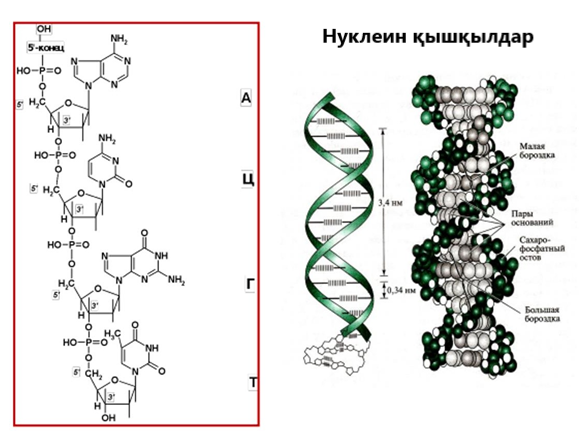 Нуклеин қышқылдар
OH
5'-конец
HO-P=O
O
NH₂
N
N
N
N
5'
H₂C
O
H
3'
А
O
HO-P=O
O
NH₂
N
N
O
5'
H₂C
O
H
3'
Ц
O
HO-P=O
O
O
N
NH
N
N
NH₂
5'
H₂C
O
H
3'
Г
O
HO-P=O
O
H₃C
O
NH
N
O
5'
CH₂
O
H
3'
OH
Т
3,4 нм
0,34 нм
Малая
бороздка
Пары
оснований
Сахаро-
фосфатный
остов
Большая
бороздка